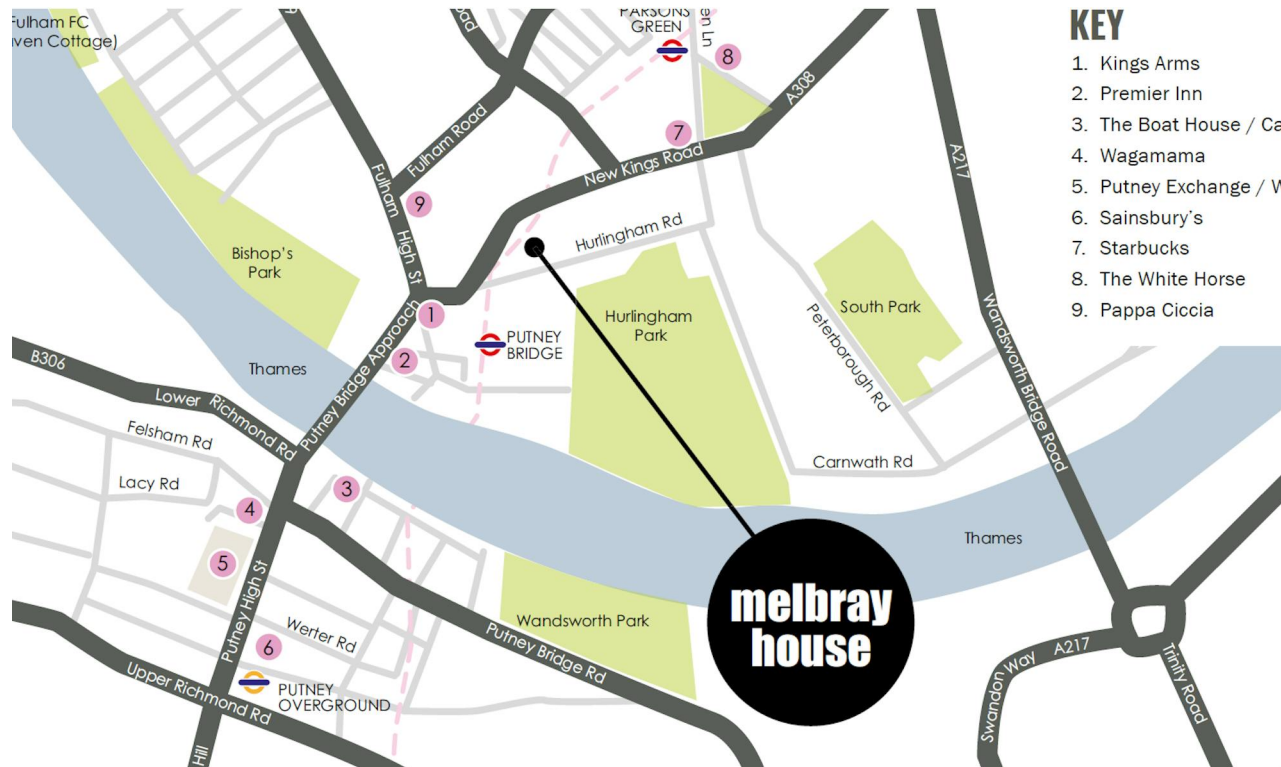 Fulham FC
aven Cottage)
PARSONS
GREEN
en Ln
8
7
A308
New Kings Road
Fulham Road
9
Fulham
High St
Hurlingham Rd
Bishop's
Park
1
PUTNEY
BRIDGE
2
Hurlingham
Park
South Park
Peterborough Rd
A217
Wandsworth Bridge Road
Thames
Putney Bridge Approach
B306
Lower
Richmond Rd
Felsham Rd
Lacy Rd
3
4
5
Carnwath Rd
Thames
Putney High St
Werter Rd
6
PUTNEY
OVERGROUND
Upper Richmond Rd
Hill
Putney Bridge Rd
Wandsworth Park
melbray
house
Swandon Way
A217
Trinity Road
KEY
1. Kings Arms
2. Premier Inn
3. The Boat House / Ca
4. Wagamama
5. Putney Exchange / W
6. Sainsbury's
7. Starbucks
8. The White Horse
9. Pappa Ciccia